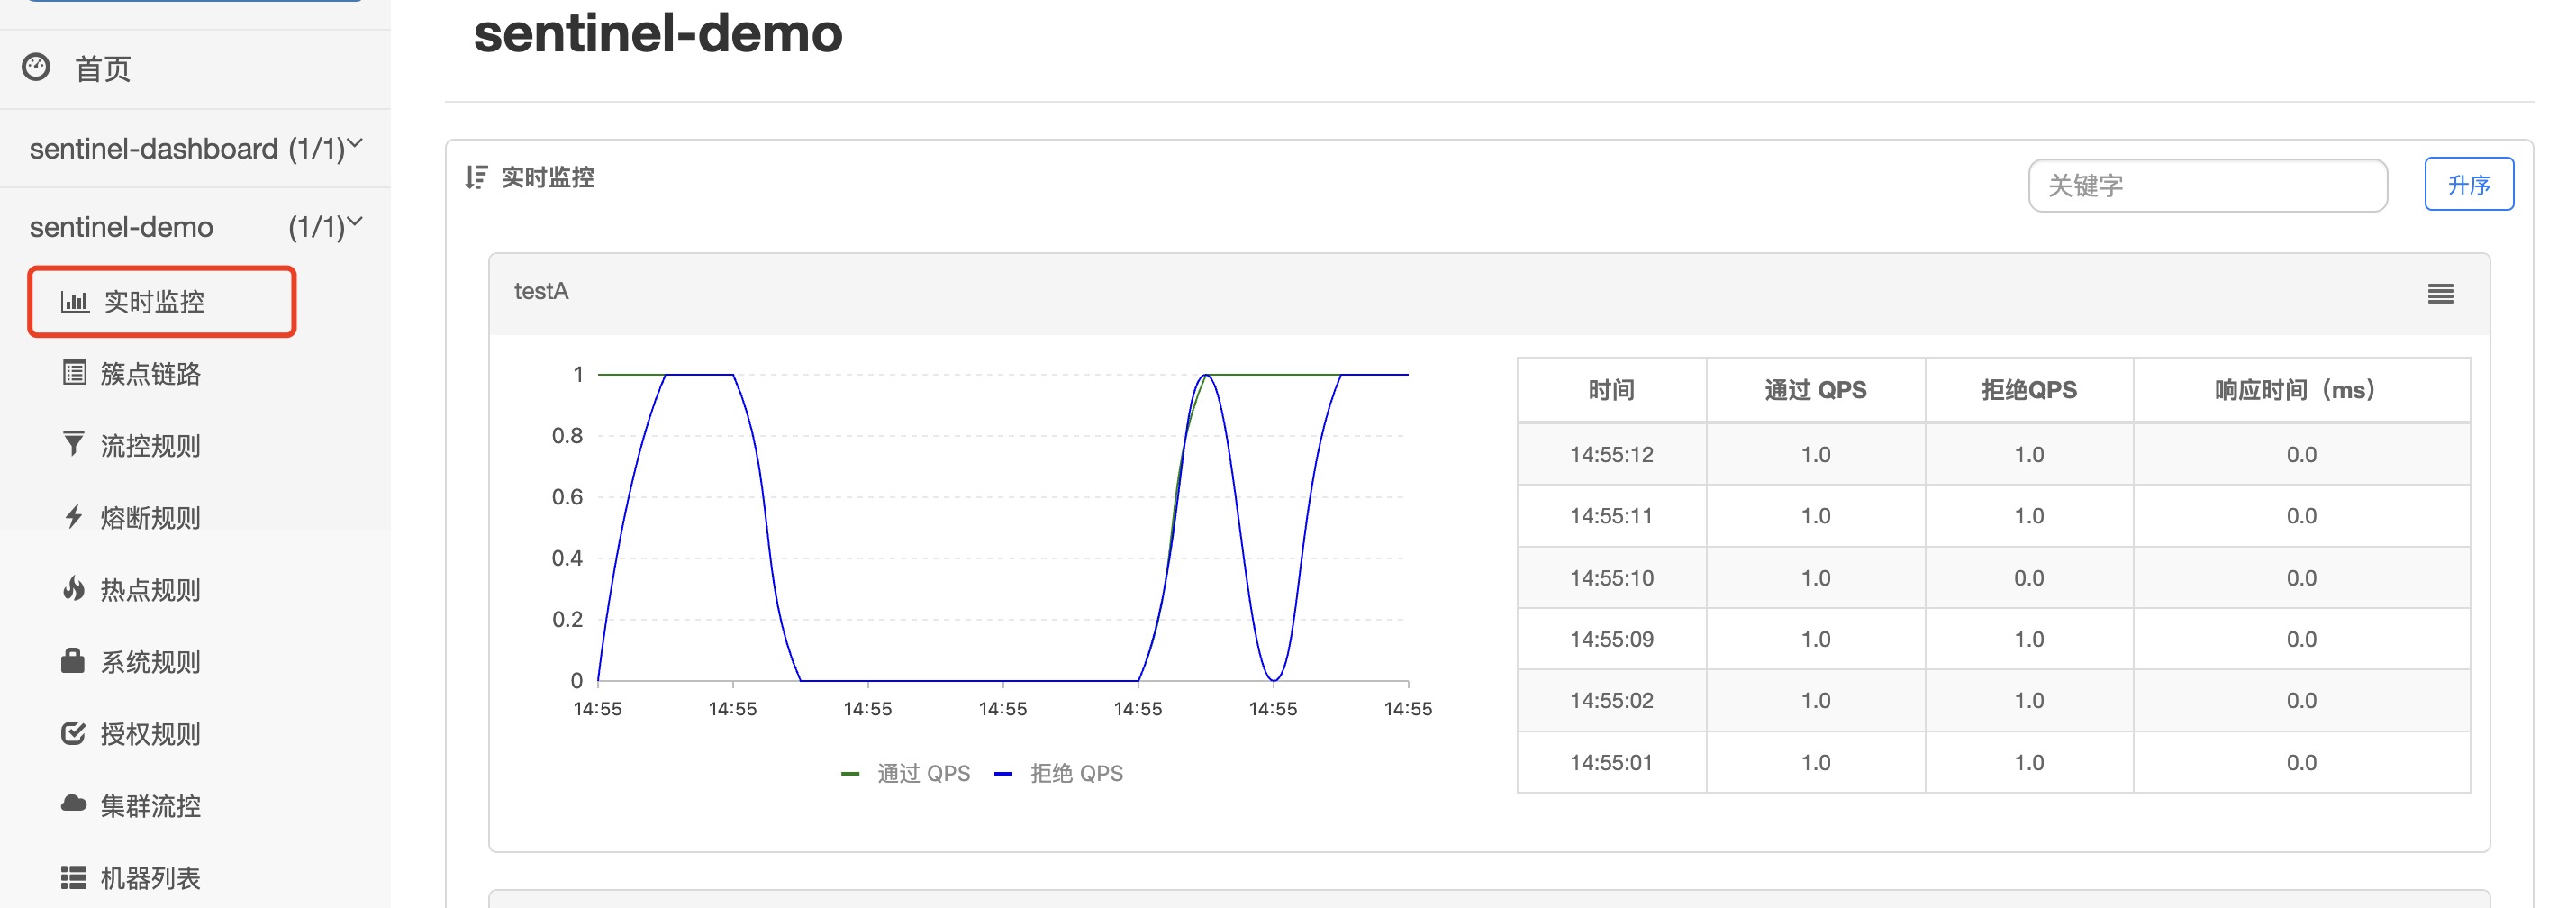 首页
sentinel-dashboard (1/1)
sentinel-demo (1/1)
实时监控
簇点链路
流控规则
熔断规则
热点规则
系统规则
授权规则
集群流控
机器列表
sentinel-demo
实时监控
关键字
升序
testA
1
0.8
0.6
0.4
0.2
0
14:55 14:55 14:55 14:55 14:55 14:55 14:55
通过 QPS 拒绝 QPS
时间 通过 QPS 拒绝QPS 响应时间（ms）
14:55:12 1.0 1.0 0.0
14:55:11 1.0 1.0 0.0
14:55:10 1.0 0.0 0.0
14:55:09 1.0 1.0 0.0
14:55:02 1.0 1.0 0.0
14:55:01 1.0 1.0 0.0